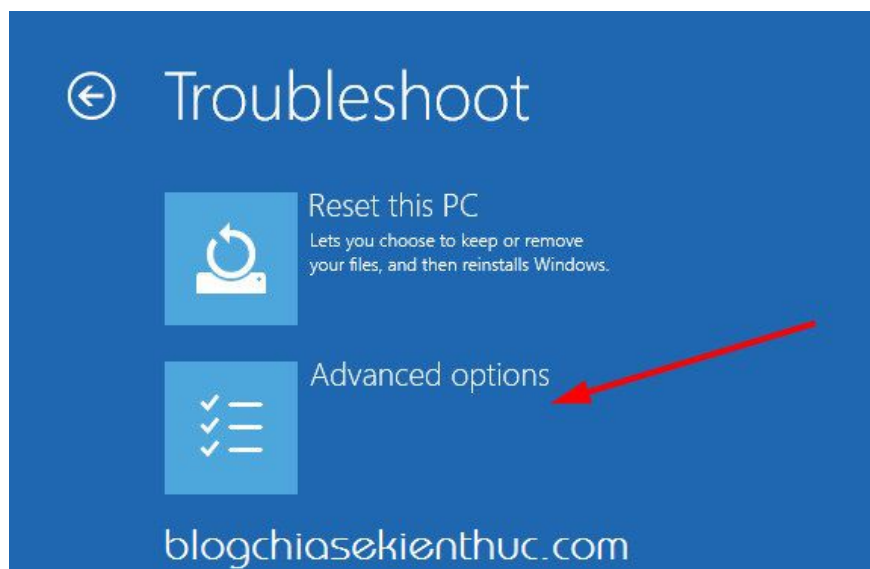 Troubleshoot
Reset this PC
Lets you choose to keep or remove
your files, and then reinstalls Windows.
Advanced options
blogchiasekienthuc.com